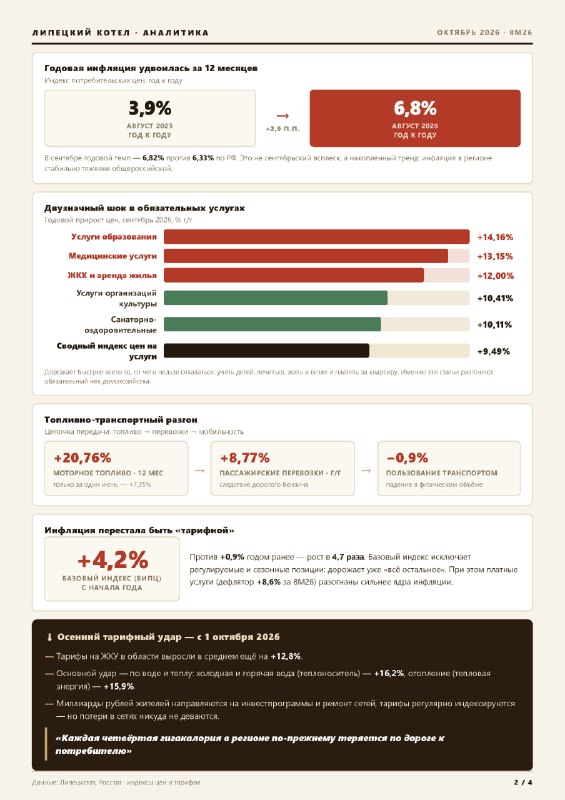 ЛИПЕЦКИЙ КОТЕЛ · АНАЛИТИКА
ОКТЯБРЬ 2026 · 8М26
Годовая инфляция удвоилась за 12 месяцев
Индекс потребительских цен, год к году
3,9%
АВГУСТ 2025
ГОД К ГОДУ
→
+2,9 П.П.
6,8%
АВГУСТ 2026
ГОД К ГОДУ
В сентябре годовой темп — 6,82% против 6,33% по РФ. Это не сентябрьский всплеск, а накопленный тренд: инфляция в регионе
стабильно тяжелее общероссийской.
Двузначный шок в обязательных услугах
Годовой прирост цен, сентябрь 2026, % г/г
Услуги образования
+14,16%
Медицинские услуги
+13,15%
ЖКХ и аренда жилья
+12,00%
Услуги организаций
культуры
+10,41%
Санаторно-
оздоровительные
+10,11%
Сводный индекс цен на
услуги
+9,49%
Дорожает быстрее всего то, от чего нельзя отказаться: учить детей, лечиться, жить в тепле и платить за квартиру. Именно эти статьи разгоняют
обязательный чек домохозяйства.
Топливно-транспортный разгон
Цепочка передачи: топливо → перевозки → мобильность
+20,76%
МОТОРНОЕ ТОПЛИВО · 12 МЕС
только за один июнь — +7,35%
→
+8,77%
ПАССАЖИРСКИЕ ПЕРЕВОЗКИ · Г/Г
следствие дорогого бензина
→
−0,9%
ПОЛЬЗОВАНИЕ ТРАНСПОРТОМ
падение в физическом объёме
Инфляция перестала быть «тарифной»
+4,2%
БАЗОВЫЙ ИНДЕКС (БИПЦ)
С НАЧАЛА ГОДА
Против +0,9% годом ранее — рост в 4,7 раза. Базовый индекс исключает
регулируемые и сезонные позиции: дорожает уже «всё остальное». При этом платные
услуги (дефлятор +8,6% за 8М26) разогнаны сильнее ядра инфляции.
Осенний тарифный удар — с 1 октября 2026
— Тарифы на ЖКУ в области выросли в среднем ещё на +12,8%.
— Основной удар — по воде и теплу: холодная и горячая вода (теплоноситель) — +16,2%, отопление (тепловая
энергия) — +15,9%.
— Миллиарды рублей жителей направляются на инвестпрограммы и ремонт сетей, тарифы регулярно индексируются
— но потери в сетях никуда не деваются.
«Каждая четвёртая гигакалория в регионе по-прежнему теряется по дороге к
потребителю»
Данные: Липецкстат, Росстат · индексы цен и тарифов
2 / 4